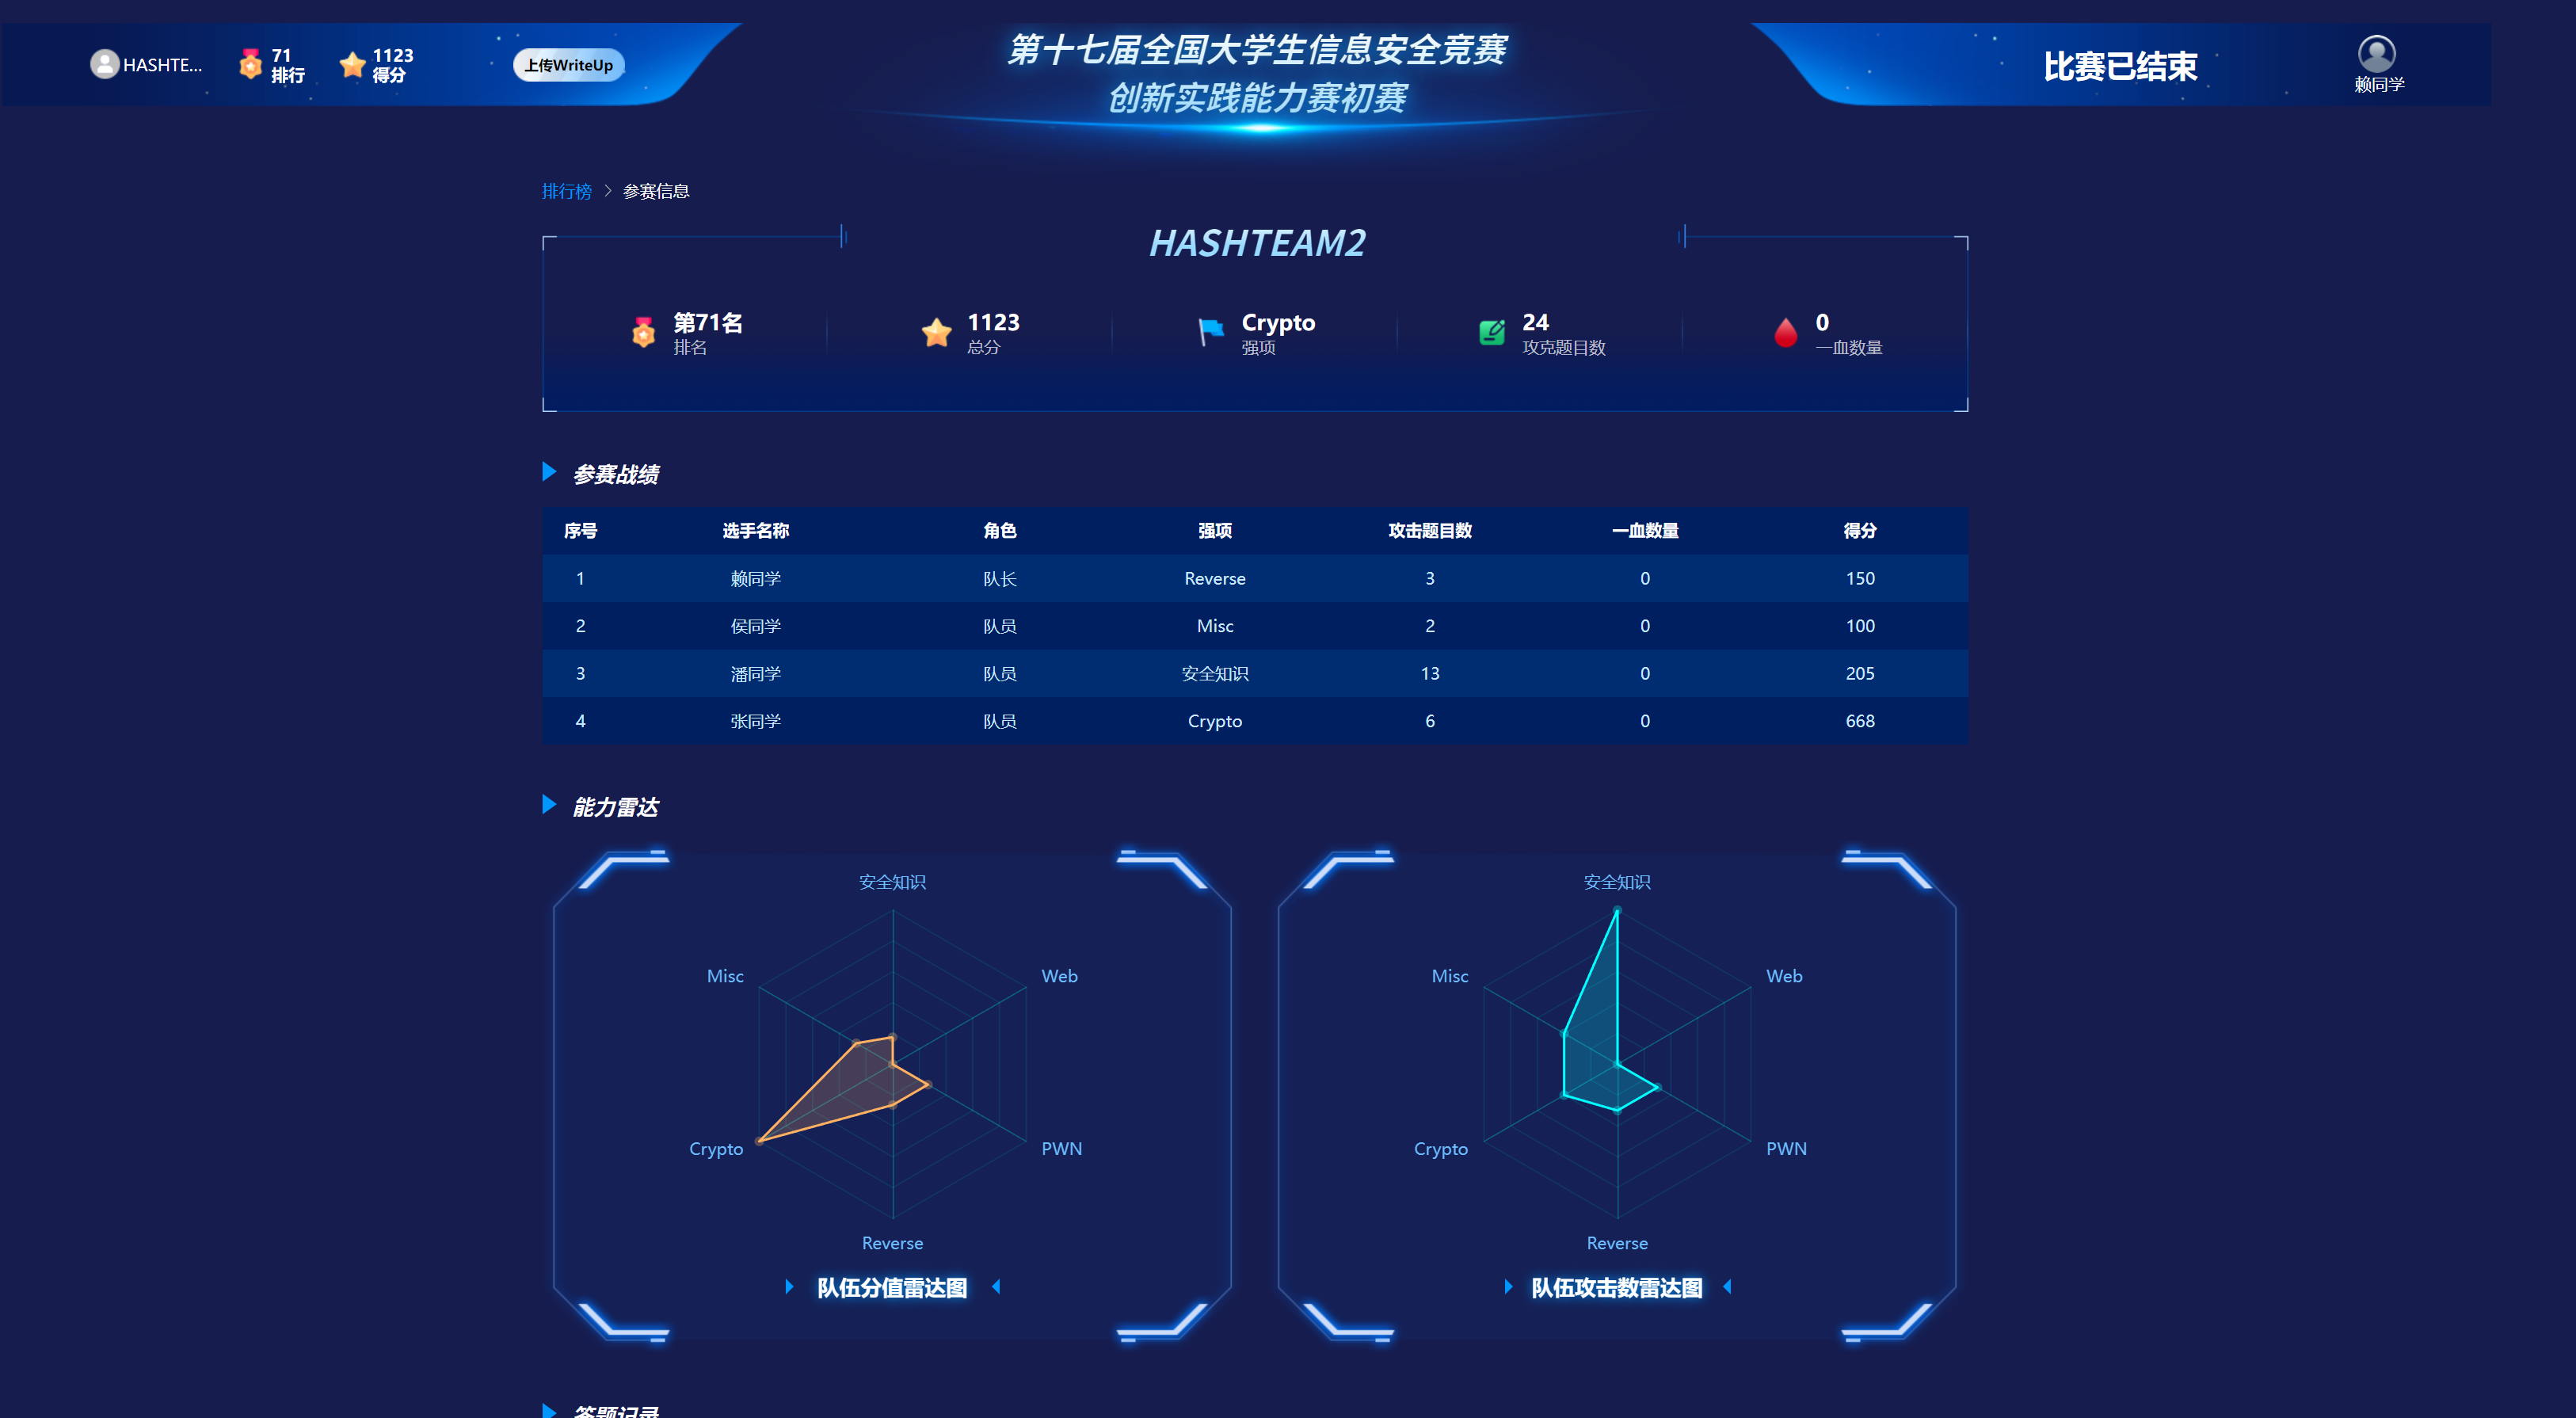 HASHTE...
71
排行
1123
得分
上传WriteUp
第十七届全国大学生信息安全竞赛
创新实践能力赛初赛
比赛已结束
赖同学
排行榜 > 参赛信息
HASHTEAM2
第71名
排名
1123
总分
Crypto
强项
24
攻克题目数
0
一血数量
参赛战绩
序号 选手名称 角色 强项 攻击题目数 一血数量 得分
1 赖同学 队长 Reverse 3 0 150
2 侯同学 队员 Misc 2 0 100
3 潘同学 队员 安全知识 13 0 205
4 张同学 队员 Crypto 6 0 668
能力雷达
安全知识
Misc
Web
Crypto
PWN
Reverse
队伍分值雷达图
安全知识
Misc
Web
Crypto
PWN
Reverse
队伍攻击数雷达图
答题记录